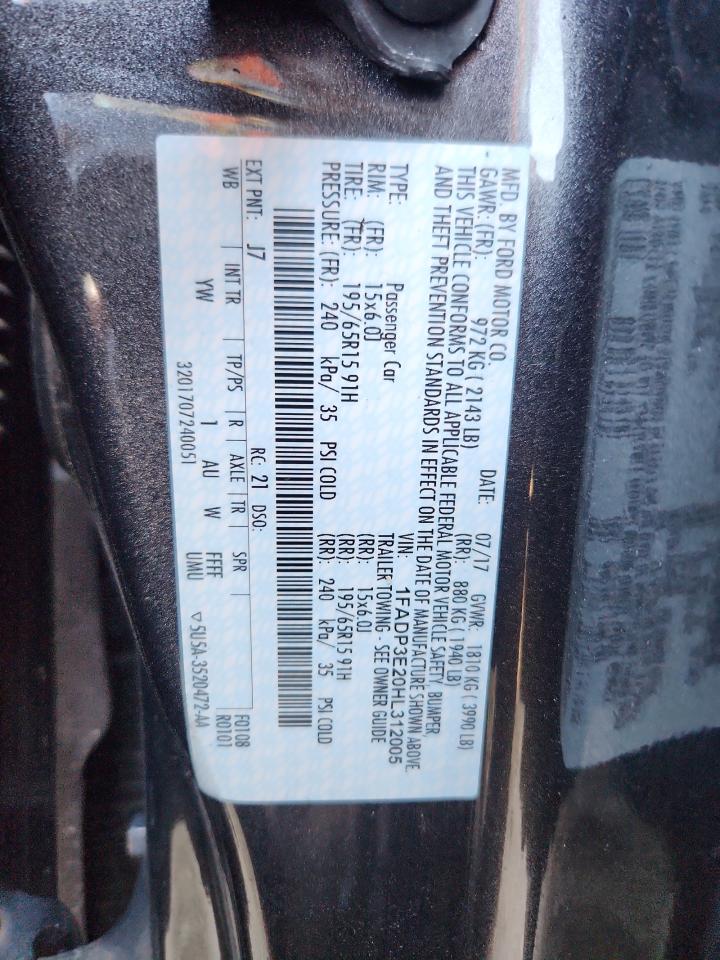 MFD. BY FORD MOTOR CO. DATE: 07/17 GVWR: 1810 KG ( 3990 LB)
GAWR: (FR): 972 KG ( 2143 LB) (RR): 880 KG ( 1940 LB)
THIS VEHICLE CONFORMS TO ALL APPLICABLE FEDERAL MOTOR VEHICLE SAFETY, BUMPER,
AND THEFT PREVENTION STANDARDS IN EFFECT ON THE DATE OF MANUFACTURE SHOWN ABOVE.
VIN: 1FADP3E20HL312005
TYPE: Passenger Car TRAILER TOWING - SEE OWNER GUIDE
RIM: (FR): 15x6.0J (RR): 15x6.0J
TIRE: (FR): 195/65R15 91H (RR): 195/65R15 91H
PRESSURE: (FR): 240 kPa/ 35 PSI COLD (RR): 240 kPa/ 35 PSI COLD
EXT PNT: J7 RC: 21 DSO: F0108
R0101
WB INT TR TP/PS R AXLE TR SPR
YW 1 AU W FFFF
UMU
3201707240051 ▽5U5A-3520472-AA